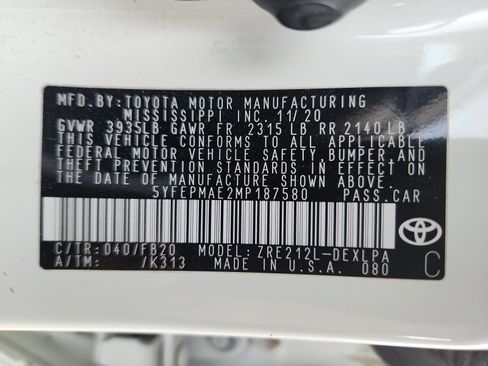 MFD.BY:TOYOTA MOTOR MANUFACTURING
MISSISSIPPI, INC. 11/20
GVWR 3935LB GAWR FR 2315 LB RR 2140 LB
THIS VEHICLE CONFORMS TO ALL APPLICABLE
FEDERAL MOTOR VEHICLE SAFETY,BUMPER,AND
THEFT PREVENTION STANDARDS IN EFFECT ON
THE DATE OF MANUFACTURE SHOWN ABOVE.
5YFEPMAE2MP187580 PASS.CAR
C/TR:040/FB20 MODEL: ZRE212L-DEXLPA
A/TM: /K313 MADE IN U.S.A. 080
C